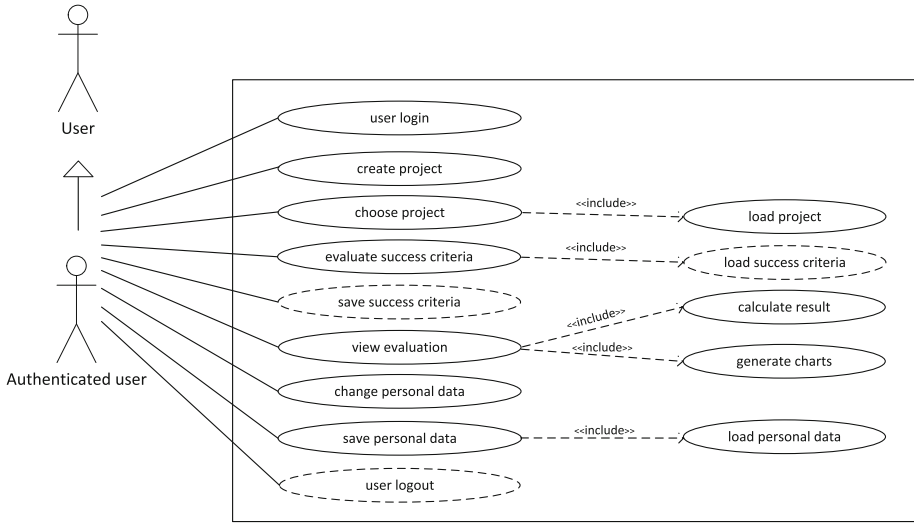 User
user login
create project
choose project
<<include>>
load project
evaluate success criteria
<<include>>
load success criteria
save success criteria
<<include>>
calculate result
view evaluation
<<include>>
generate charts
Authenticated user
change personal data
save personal data
<<include>>
load personal data
user logout